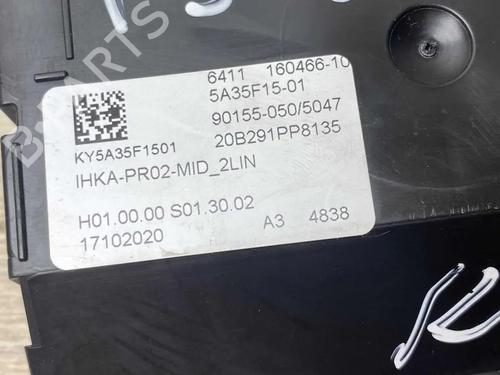 6411 160466-10
5A35F15-01
90155-050/5047
KY5A35F1501 20B291PP8135
IHKA-PR02-MID_2LIN
H01.00.00 S01.30.02
17102020 A3 4838